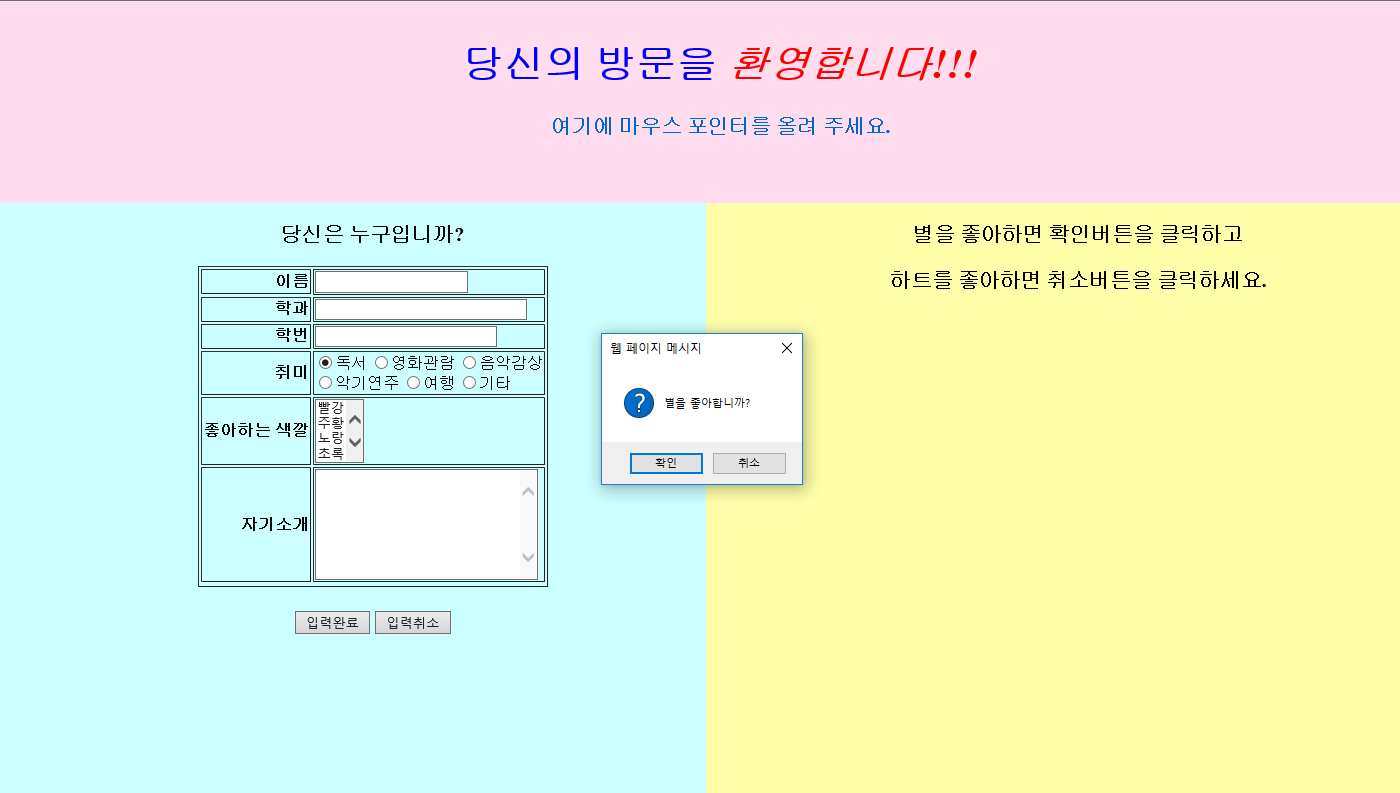 당신의 방문을 환영합니다!!!
여기에 마우스 포인터를 올려 주세요.
당신은 누구입니까?
이름
학과
학번
취미 독서 영화관람 음악감상
악기연주 여행 기타
좋아하는 색깔
빨강
주황
노랑
초록
자기소개
입력완료 입력취소
별을 좋아하면 확인버튼을 클릭하고
하트를 좋아하면 취소버튼을 클릭하세요.
웹 페이지 메시지
별을 좋아합니까?
확인 취소